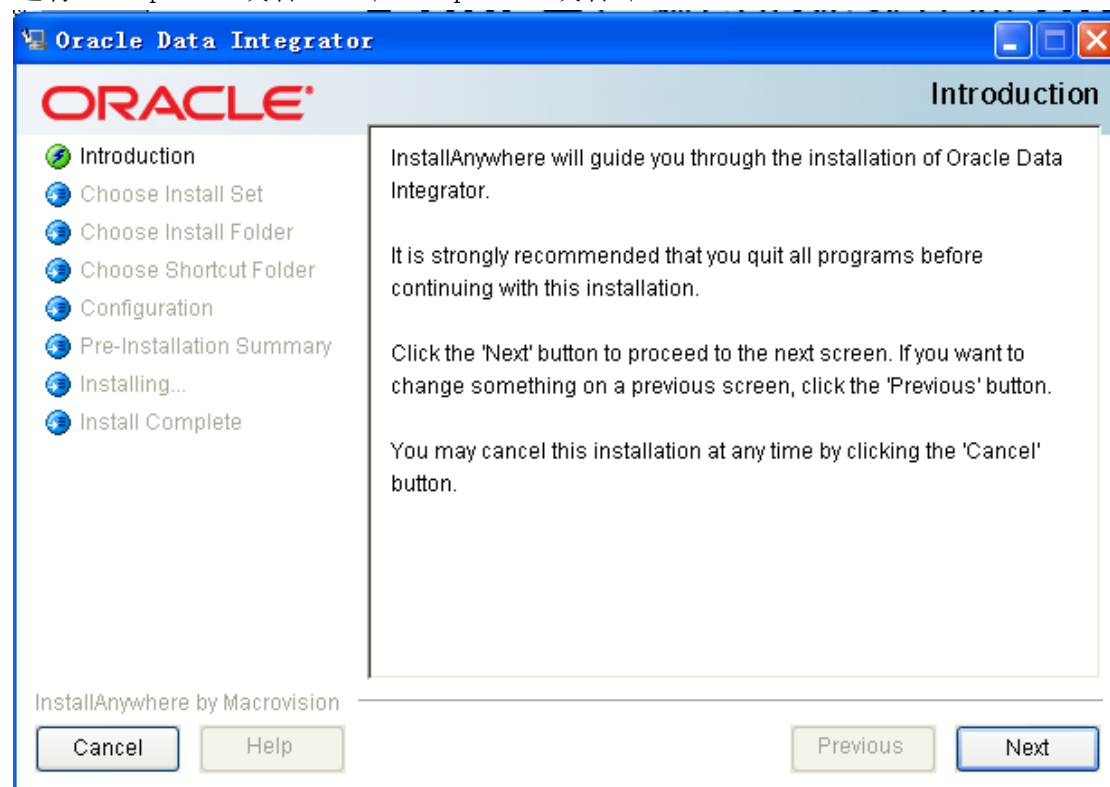 Oracle Data Integrator
ORACLE
Introduction
Introduction
Choose Install Set
Choose Install Folder
Choose Shortcut Folder
Configuration
Pre-Installation Summary
Installing...
Install Complete
InstallAnywhere will guide you through the installation of Oracle Data
Integrator.
It is strongly recommended that you quit all programs before
continuing with this installation.
Click the 'Next' button to proceed to the next screen. If you want to
change something on a previous screen, click the 'Previous' button.
You may cancel this installation at any time by clicking the 'Cancel'
button.
InstallAnywhere by Macrovision
Cancel
Help
Previous
Next